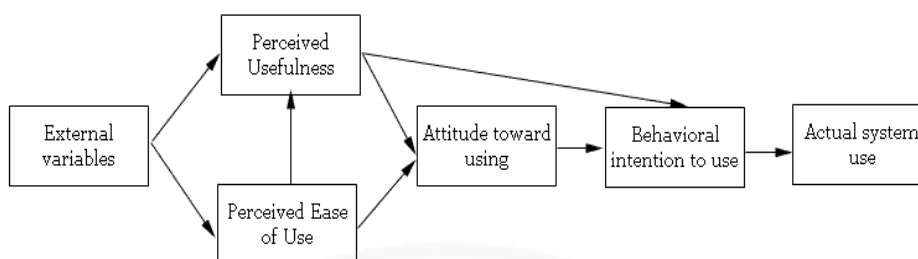 Perceived
Usefulness
External
variables
Attitude toward
using
Behavioral
intention to use
Actual system
use
Perceived Ease
of Use